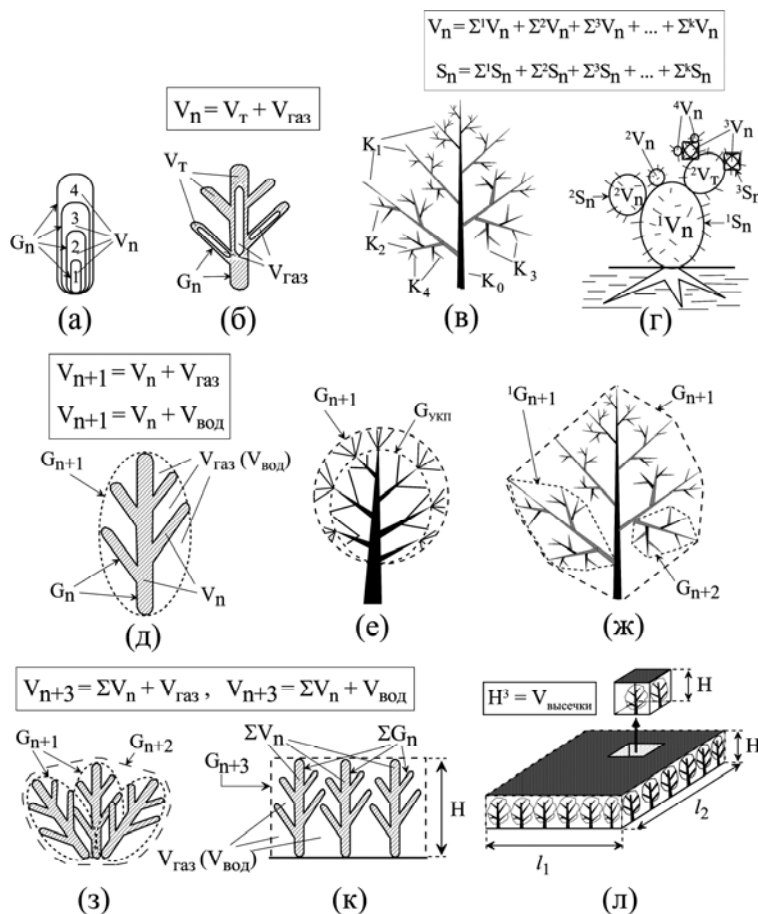 Vn = Σ¹Vn + Σ²Vn + Σ³Vn + ... + ΣᵏVn
Sn = Σ¹Sn + Σ²Sn + Σ³Sn + ... + ΣᵏSn
Vn = Vт + Vгаз
4
3
2
1
Gn
Vn
(а)
Vт
Gn
Vгаз
(б)
K1
K2
K4
K0
K3
(в)
⁴Vn
³Vn
²Vn
²Vт
³Sn
²Sn
²Vn
¹Vn
¹Sn
(г)
Vn+1 = Vn + Vгаз
Vn+1 = Vn + Vвод
Gn+1
Vгаз (Vвод)
Gn
Vn
(д)
Gn+1
Gукп
(е)
¹Gn+1
Gn+1
Gn+2
(ж)
Vn+3 = ΣVn + Vгаз , Vn+3 = ΣVn + Vвод
Gn+1
Gn+2
(з)
ΣVn
ΣGn
Gn+3
H
Vгаз (Vвод)
(к)
H³ = Vвысечки
H
H
l1
l2
(л)